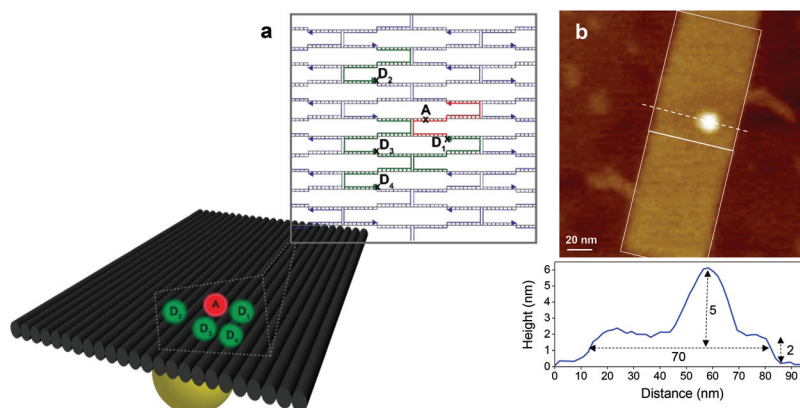 a
D2
A
D1
D3
D4
A
D2
D1
D3
D4
b
20 nm
6
5
4
3
2
1
0
Height (nm)
5
2
70
0 10 20 30 40 50 60 70 80 90
Distance (nm)